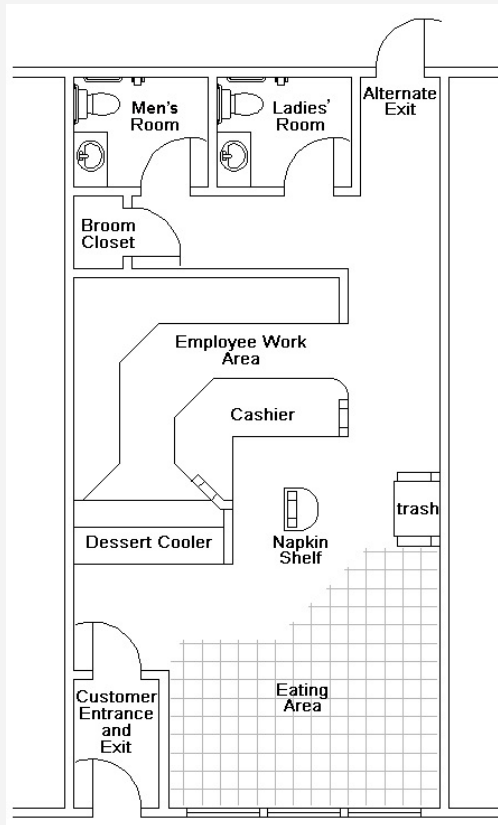 Men's
Room
Ladies'
Room
Alternate
Exit
Broom
Closet
Employee Work
Area
Cashier
trash
Dessert Cooler
Napkin
Shelf
Customer
Entrance
and
Exit
Eating
Area